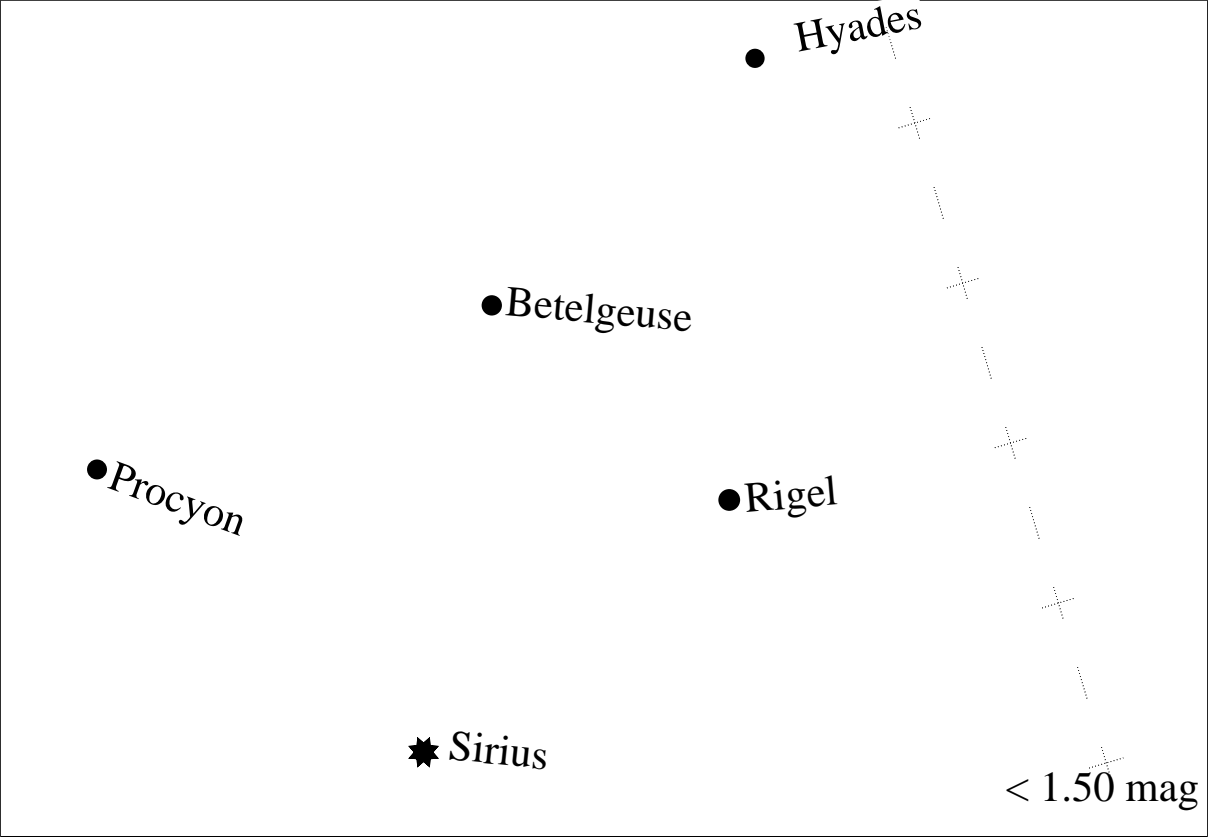 Hyades
Betelgeuse
Procyon
Rigel
Sirius
< 1.50 mag